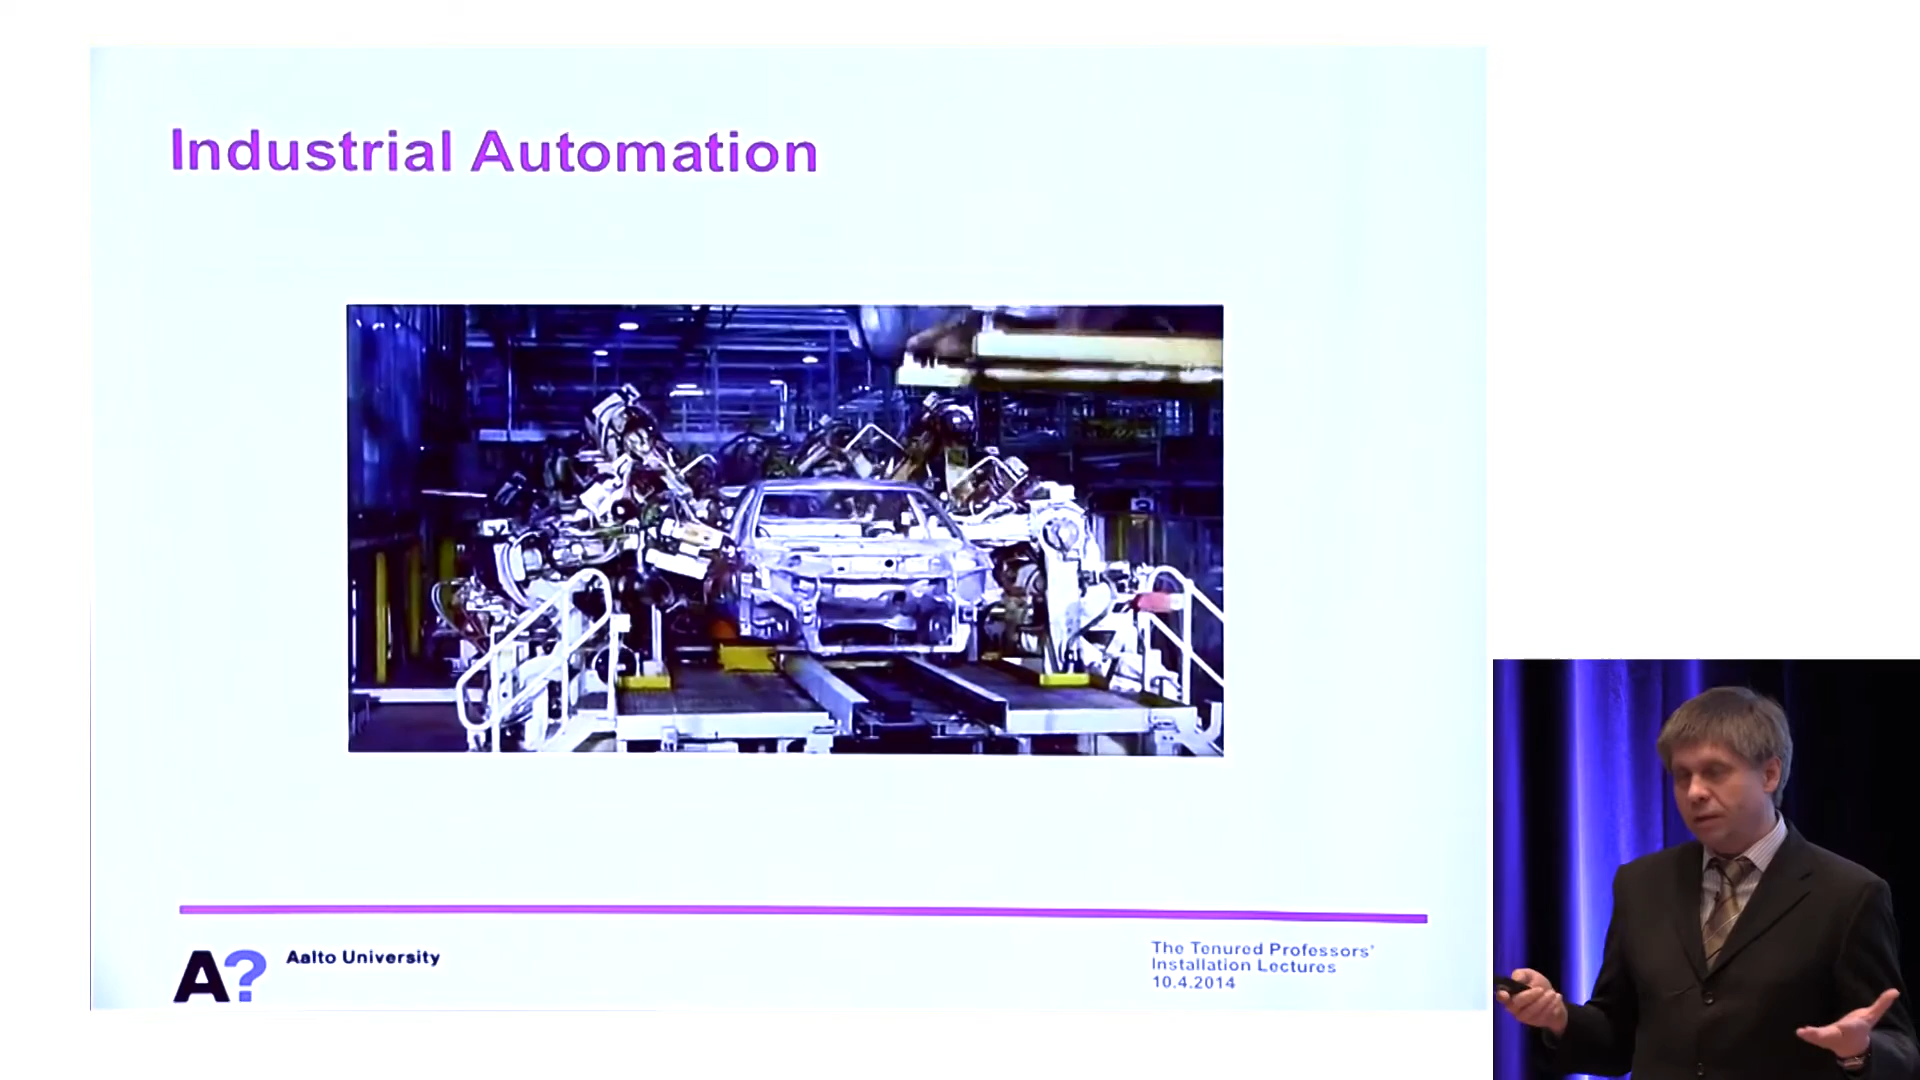 Industrial Automation
A?
Aalto University
The Tenured Professors'
Installation Lectures
10.4.2014